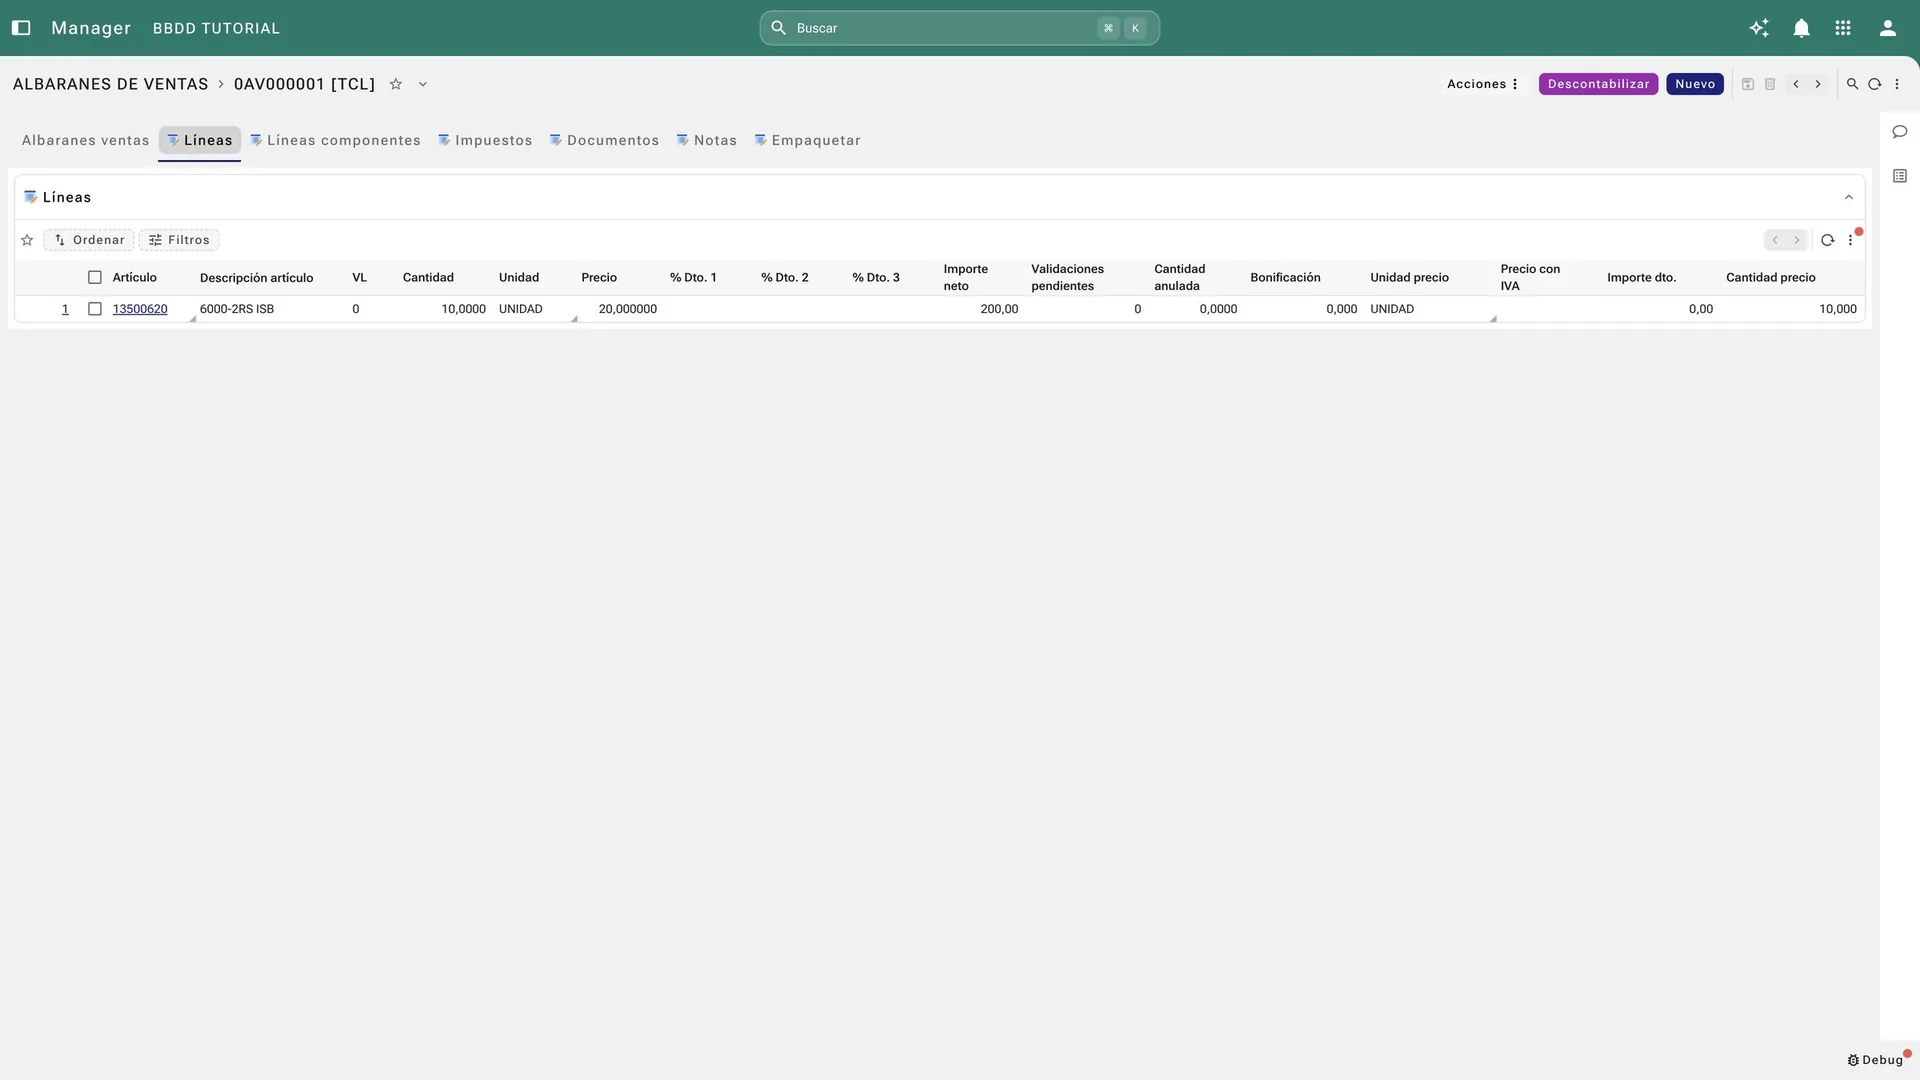 Manager BBDD TUTORIAL Buscar ⌘ K
ALBARANES DE VENTAS > 0AV000001 [TCL] Acciones Descontabilizar Nuevo
Albaranes ventas Líneas Líneas componentes Impuestos Documentos Notas Empaquetar
Líneas
Ordenar Filtros
Artículo Descripción artículo VL Cantidad Unidad Precio % Dto. 1 % Dto. 2 % Dto. 3 Importe neto Validaciones pendientes Cantidad anulada Bonificación Unidad precio Precio con IVA Importe dto. Cantidad precio
1 13500620 6000-2RS ISB 0 10,0000 UNIDAD 20,000000 200,00 0 0,0000 0,000 UNIDAD 0,00 10,000
Debug